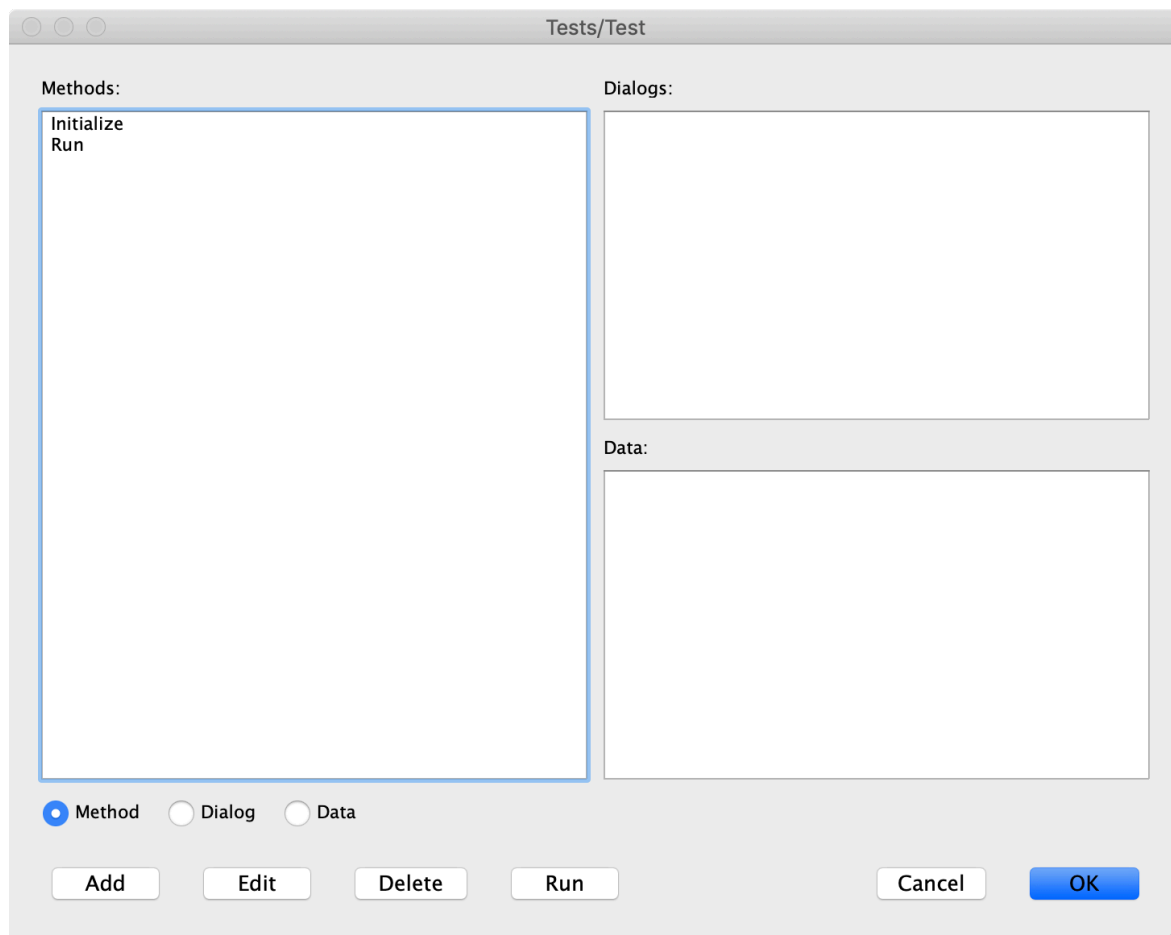 Tests/Test
Methods:
Initialize
Run
Dialogs:
Data:
Method Dialog Data
Add Edit Delete Run Cancel OK